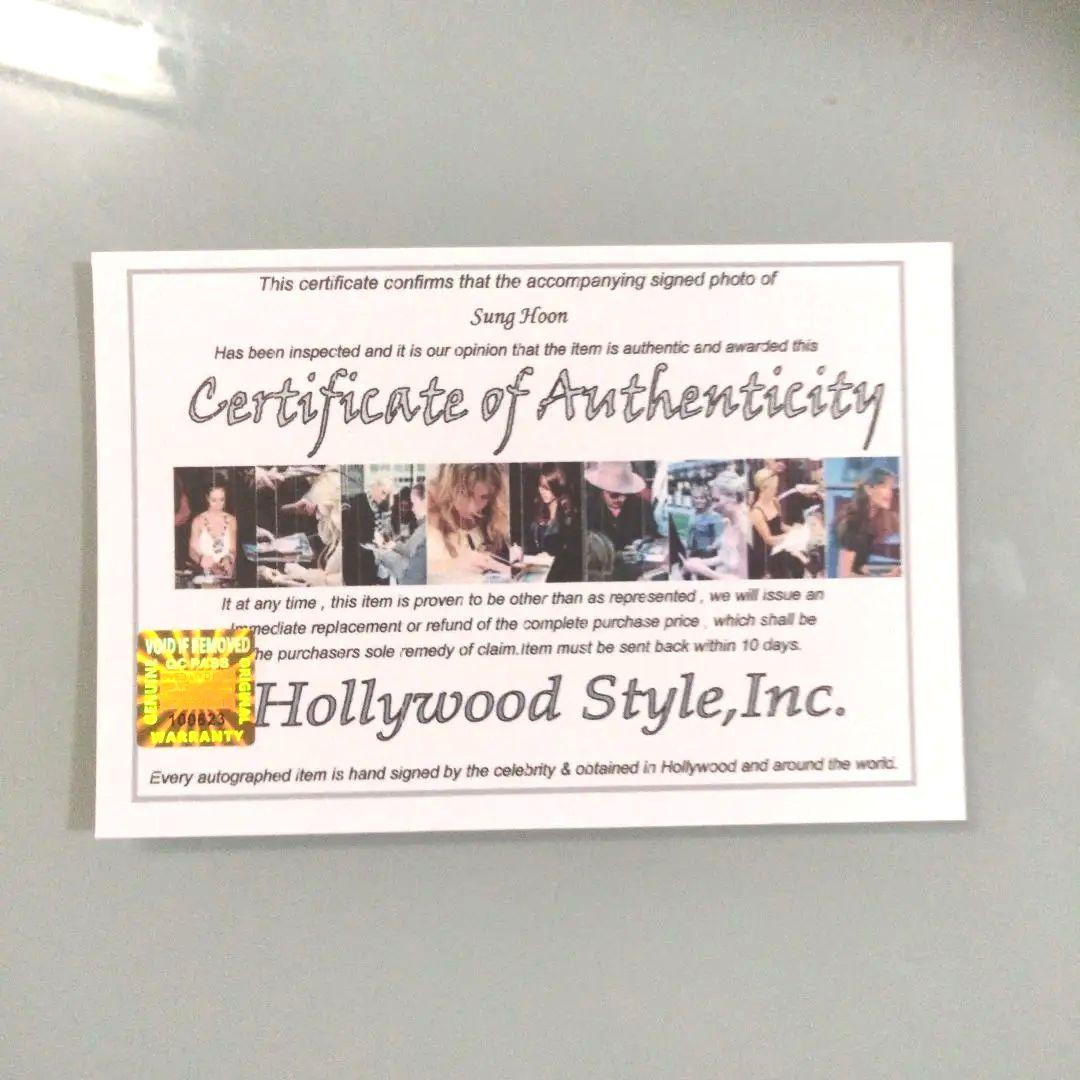 This certificate confirms that the accompanying signed photo of
Sung Hoon
Has been inspected and it is our opinion that the item is authentic and awarded this
Certificate of Authenticity
It at any time , this item is proven to be other than as represented , we will issue an
immediate replacement or refund of the complete purchase price , which shall be
he purchasers sole remedy of claim.Item must be sent back within 10 days.
VOID IF REMOVED
QC PASS
GENUINE
ORIGINAL
100623
WARRANTY
Hollywood Style,Inc.
Every autographed item is hand signed by the celebrity & obtained in Hollywood and around the world.